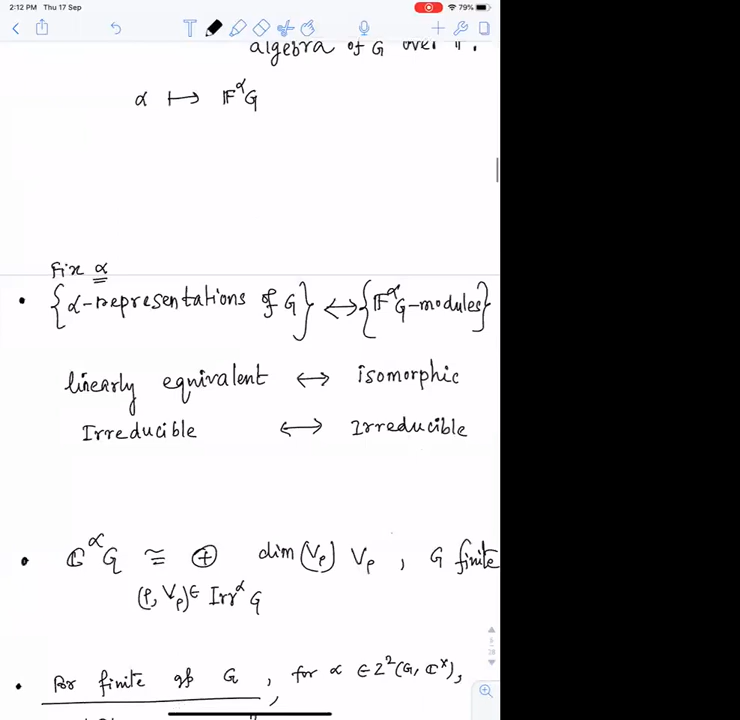 2:12 PM Thu 17 Sep
79%
algebra of G over 𝔽.
α ⟼ 𝔽^α G
Fix α
• {α-representations of G} ↔ {𝔽^α G-modules}
linearly equivalent ↔ isomorphic
Irreducible ↔ Irreducible
• ℂ^α G ≅ ⊕ dim(V_ρ) V_ρ , G finite
(ρ, V_ρ) ∈ Irr^α G
• For finite gp G , for α ∈ Z²(G, ℂ^×),